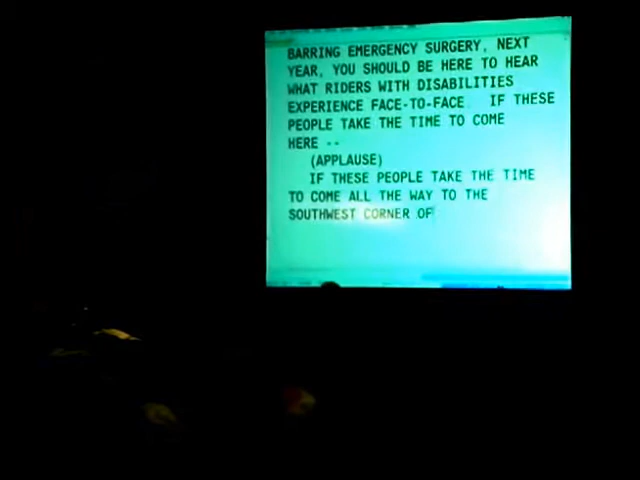 BARRING EMERGENCY SURGERY, NEXT
YEAR, YOU SHOULD BE HERE TO HEAR
WHAT RIDERS WITH DISABILITIES
EXPERIENCE FACE-TO-FACE. IF THESE
PEOPLE TAKE THE TIME TO COME
HERE --
(APPLAUSE)
IF THESE PEOPLE TAKE THE TIME
TO COME ALL THE WAY TO THE
SOUTHWEST CORNER OF